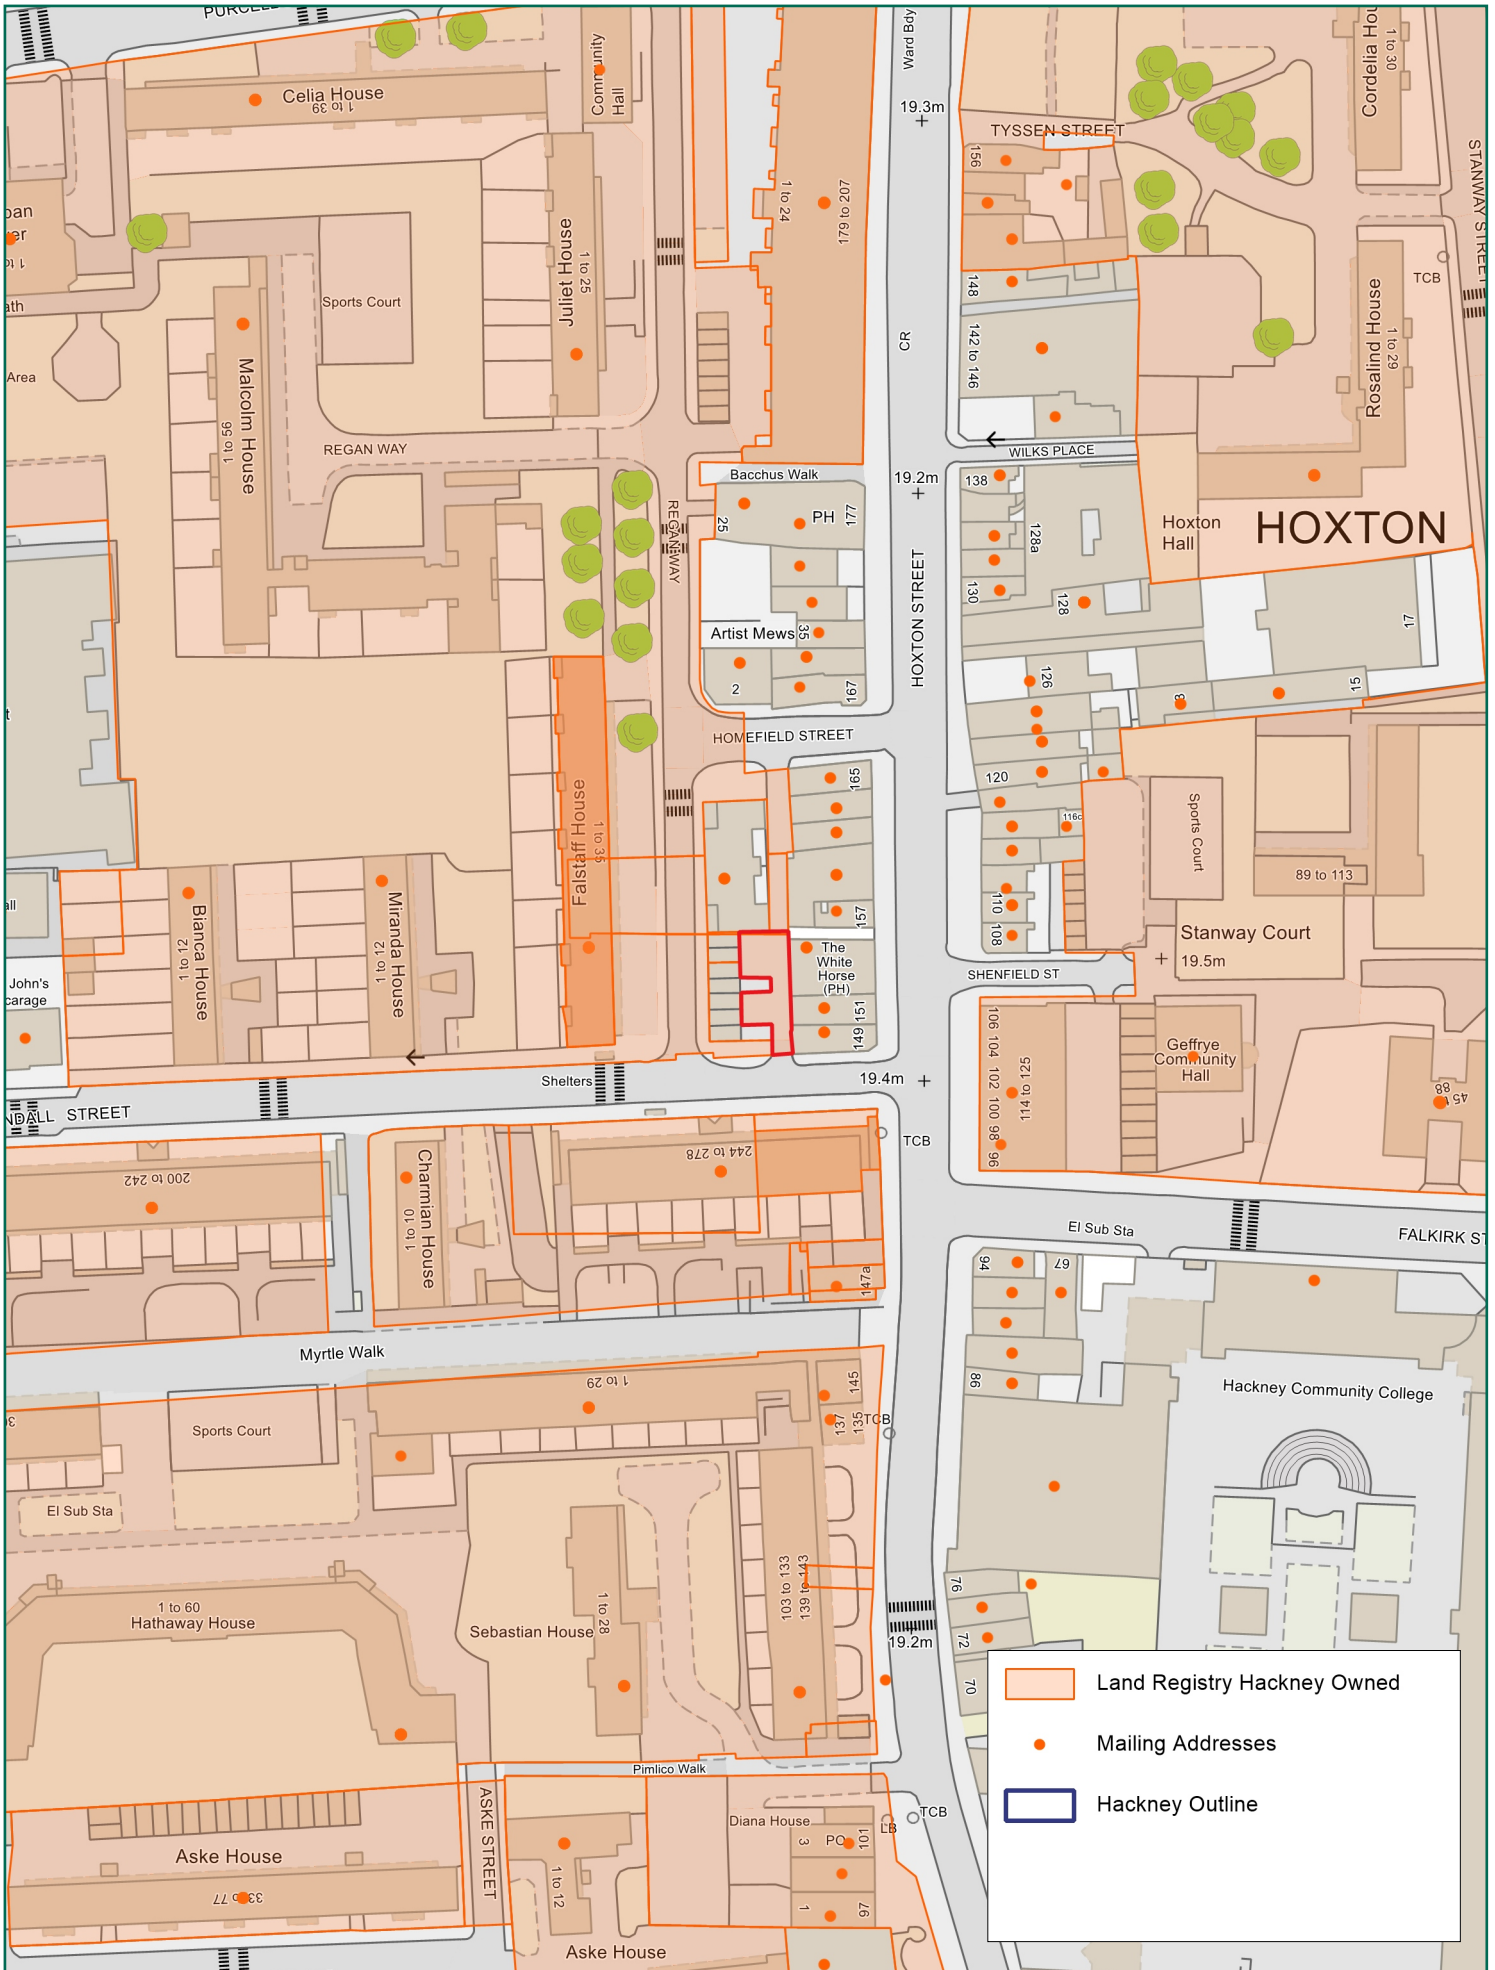 PURCELL
Celia House
1 to 39
Community
Hall
Ward Bdy
19.3m
TYSSEN STREET
156
Cordelia Hou
1 to 30
STANWAY STREET
1 to 24
179 to 207
Juliet House
1 to 25
Sports Court
ath
Area
148
142 to 146
CR
TCB
Rosalind House
1 to 29
Malcolm House
1 to 56
REGAN WAY
WILKS PLACE
Bacchus Walk
19.2m
138
25
PH
177
REGAN WAY
128a
Hoxton
Hall
HOXTON
HOXTON STREET
130
128
17
Artist Mews
35
2
167
126
8
15
HOMEFIELD STREET
165
120
116c
Sports Court
Falstaff House
1 to 35
89 to 113
110
108
157
Bianca House
1 to 12
Miranda House
1 to 12
Stanway Court
19.5m
The
White
Horse
(PH)
SHENFIELD ST
John's
carage
151
149
106 104 102 100 98 96
114 to 125
Geffrye
Community
Hall
45 to 88
19.4m
Shelters
NDALL STREET
TCB
200 to 242
Charmian House
1 to 10
244 to 278
147a
El Sub Sta
FALKIRK ST
94
67
86
Myrtle Walk
1 to 29
145
137
135
TCB
Hackney Community College
Sports Court
El Sub Sta
1 to 60
Hathaway House
Sebastian House
1 to 28
103 to 133
139 to 143
76
72
70
19.2m
Land Registry Hackney Owned
Mailing Addresses
Hackney Outline
Pimlico Walk
ASKE STREET
Diana House
3
PO
101
LB
TCB
Aske House
33 to 77
1 to 12
1
97
Aske House